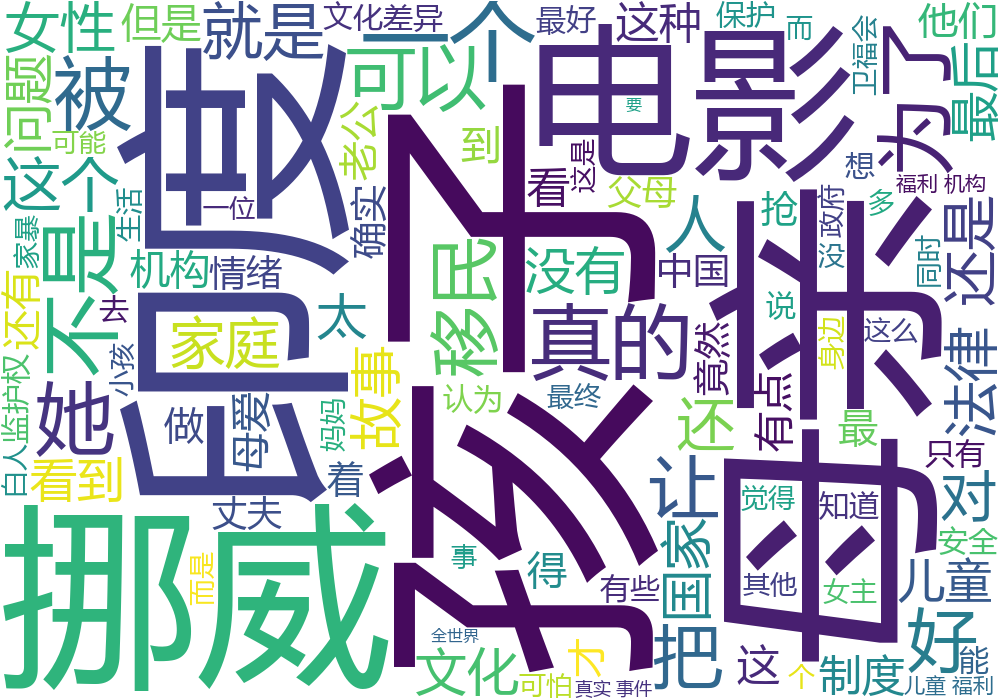 女性
但是
就是
文化差异
一个
最好
这种
保护
而
卫福会
了
他们
问题
被
可能
印度
可以
老公
到
孩子
电影
要
为
最后
这个
一位
生活
家暴
确实
看
这是
父母
人
想
福利 机构
抢
政府
没
多
同时
还是
不是
机构
情绪
移民
没有
中国
母亲
还有
去
小孩
家庭
太
真的
竟然
说
身边
这么
法律
白人监护权
她
做
母爱
妈妈
故事
认为
最终
还
有点
最
只有
看到
着
丈夫
让
国家
觉得
知道
对
安全
挪威
而是
事
得
有些
其他
女主
儿童
全世界
文化
可怕
才
真实 事件
把
这
个
制度
好
能
儿童 福利